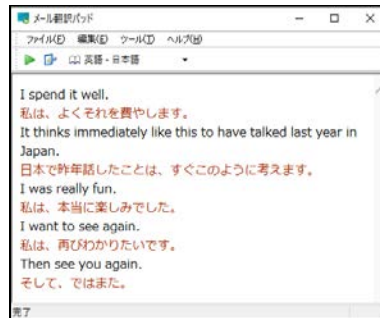 メール翻訳パッド
ファイル(F) 編集(E) ツール(T) ヘルプ(H)
英語 - 日本語
I spend it well.
私は、よくそれを費やします。
It thinks immediately like this to have talked last year in
Japan.
日本で昨年話したことは、すぐこのように考えます。
I was really fun.
私は、本当に楽しみでした。
I want to see again.
私は、再びわかりたいです。
Then see you again.
そして、ではまた。
完了